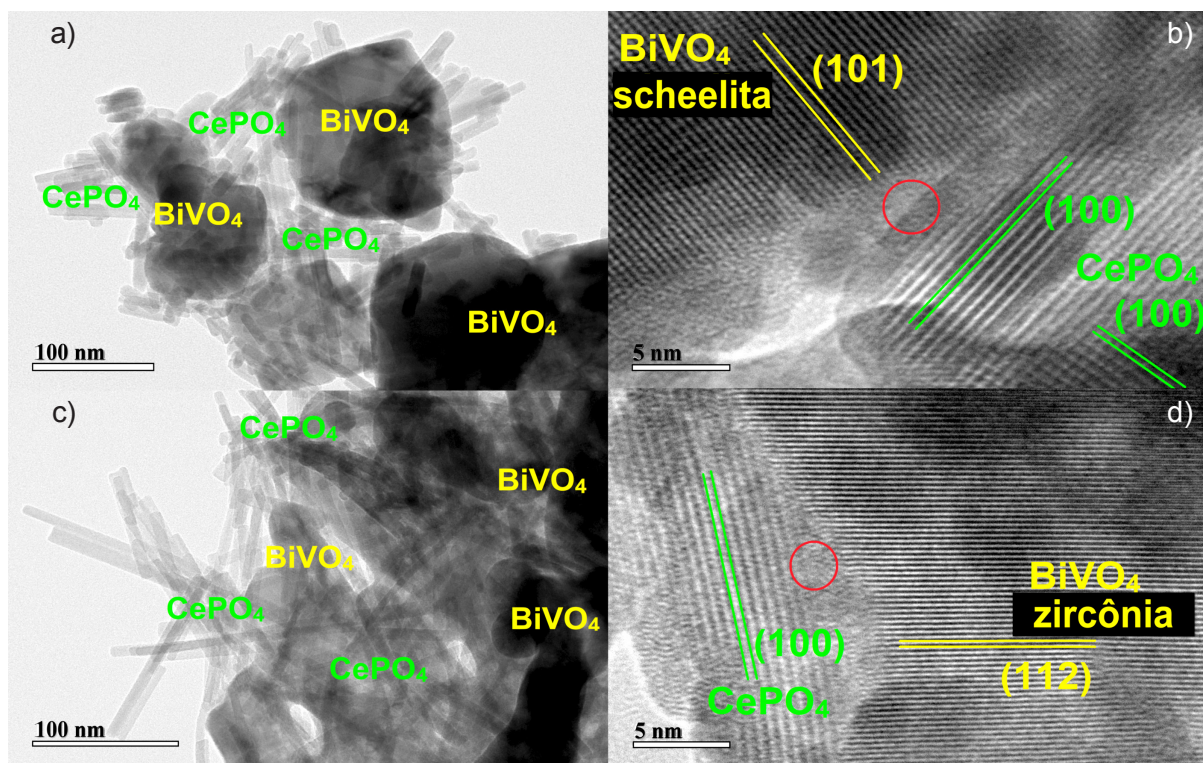 a)
CePO₄
BiVO₄
CePO₄
BiVO₄
CePO₄
BiVO₄
100 nm
b)
BiVO₄
scheelita
(101)
(100)
CePO₄
(100)
5 nm
c)
CePO₄
BiVO₄
BiVO₄
CePO₄
BiVO₄
CePO₄
100 nm
d)
BiVO₄
zircônia
(100)
(112)
CePO₄
5 nm